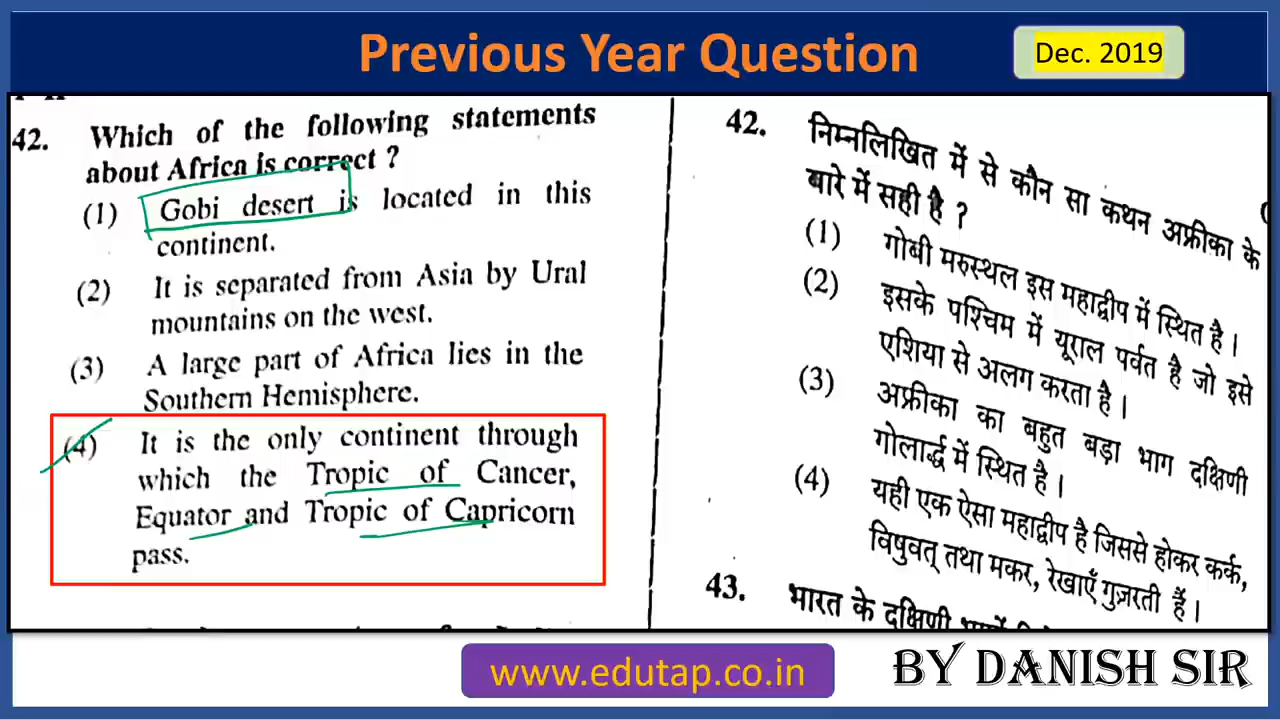 Previous Year Question
Dec. 2019
42. Which of the following statements
about Africa is correct ?
(1) Gobi desert is located in this
continent.
(2) It is separated from Asia by Ural
mountains on the west.
(3) A large part of Africa lies in the
Southern Hemisphere.
(4) It is the only continent through
which the Tropic of Cancer,
Equator and Tropic of Capricorn
pass.
42. निम्नलिखित में से कौन सा कथन अफ्रीका के
बारे में सही है ?
(1) गोबी मरुस्थल इस महाद्वीप में स्थित है ।
(2) इसके पश्चिम में यूराल पर्वत है जो इसे
एशिया से अलग करता है ।
(3) अफ्रीका का बहुत बड़ा भाग दक्षिणी
गोलार्द्ध में स्थित है ।
(4) यही एक ऐसा महाद्वीप है जिससे होकर कर्क,
विषुवत् तथा मकर, रेखाएँ गुज़रती हैं ।
43. भारत के दक्षिणी
www.edutap.co.in
BY DANISH SIR